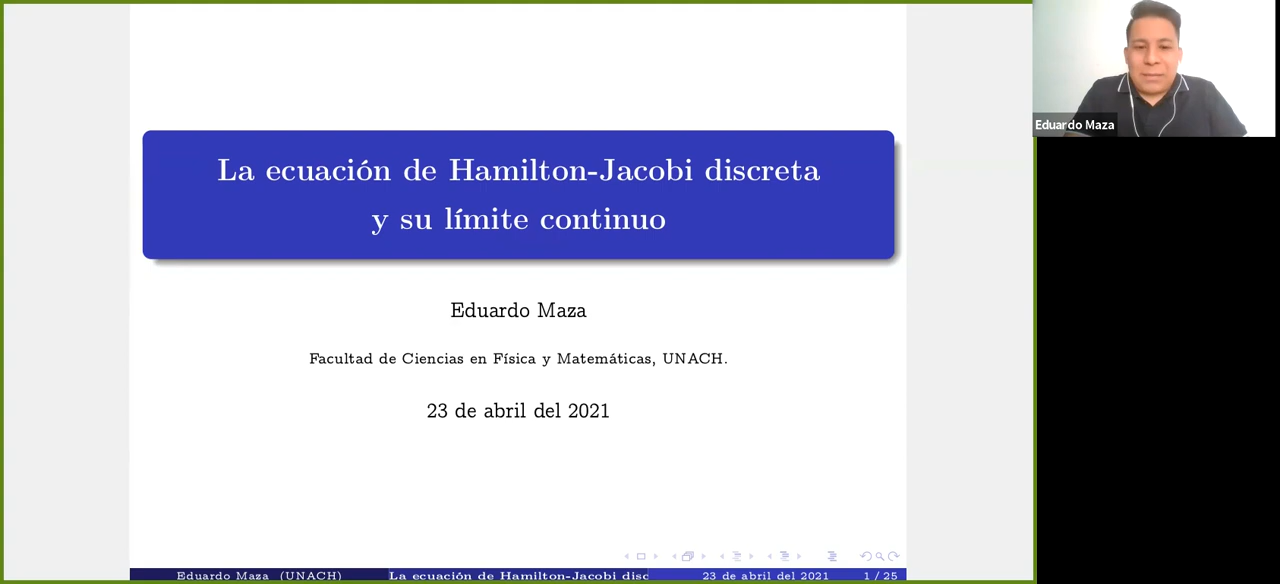 La ecuación de Hamilton-Jacobi discreta
y su límite continuo
Eduardo Maza
Facultad de Ciencias en Física y Matemáticas, UNACH.
23 de abril del 2021
Eduardo Maza (UNACH)
La ecuación de Hamilton-Jacobi disc
23 de abril del 2021
1 / 25
Eduardo Maza